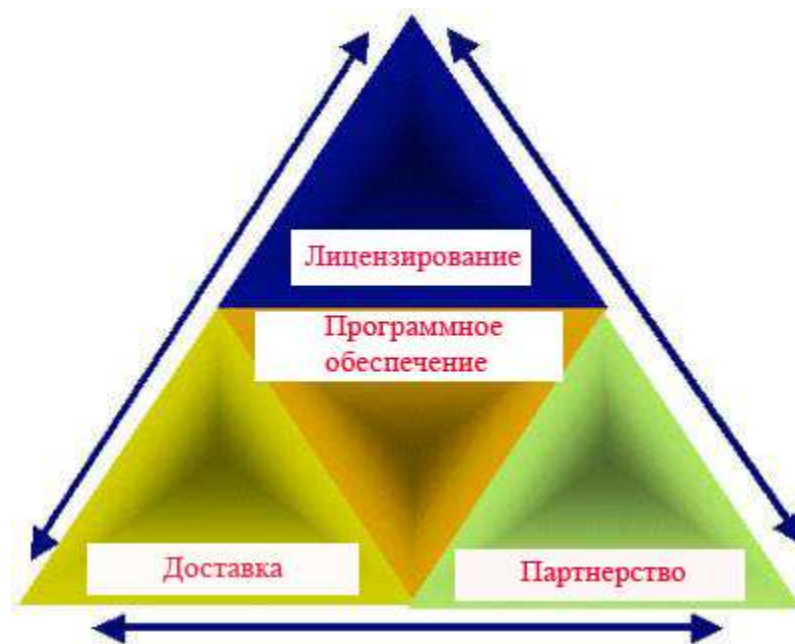 Лицензирование
Программное
обеспечение
Доставка
Партнерство